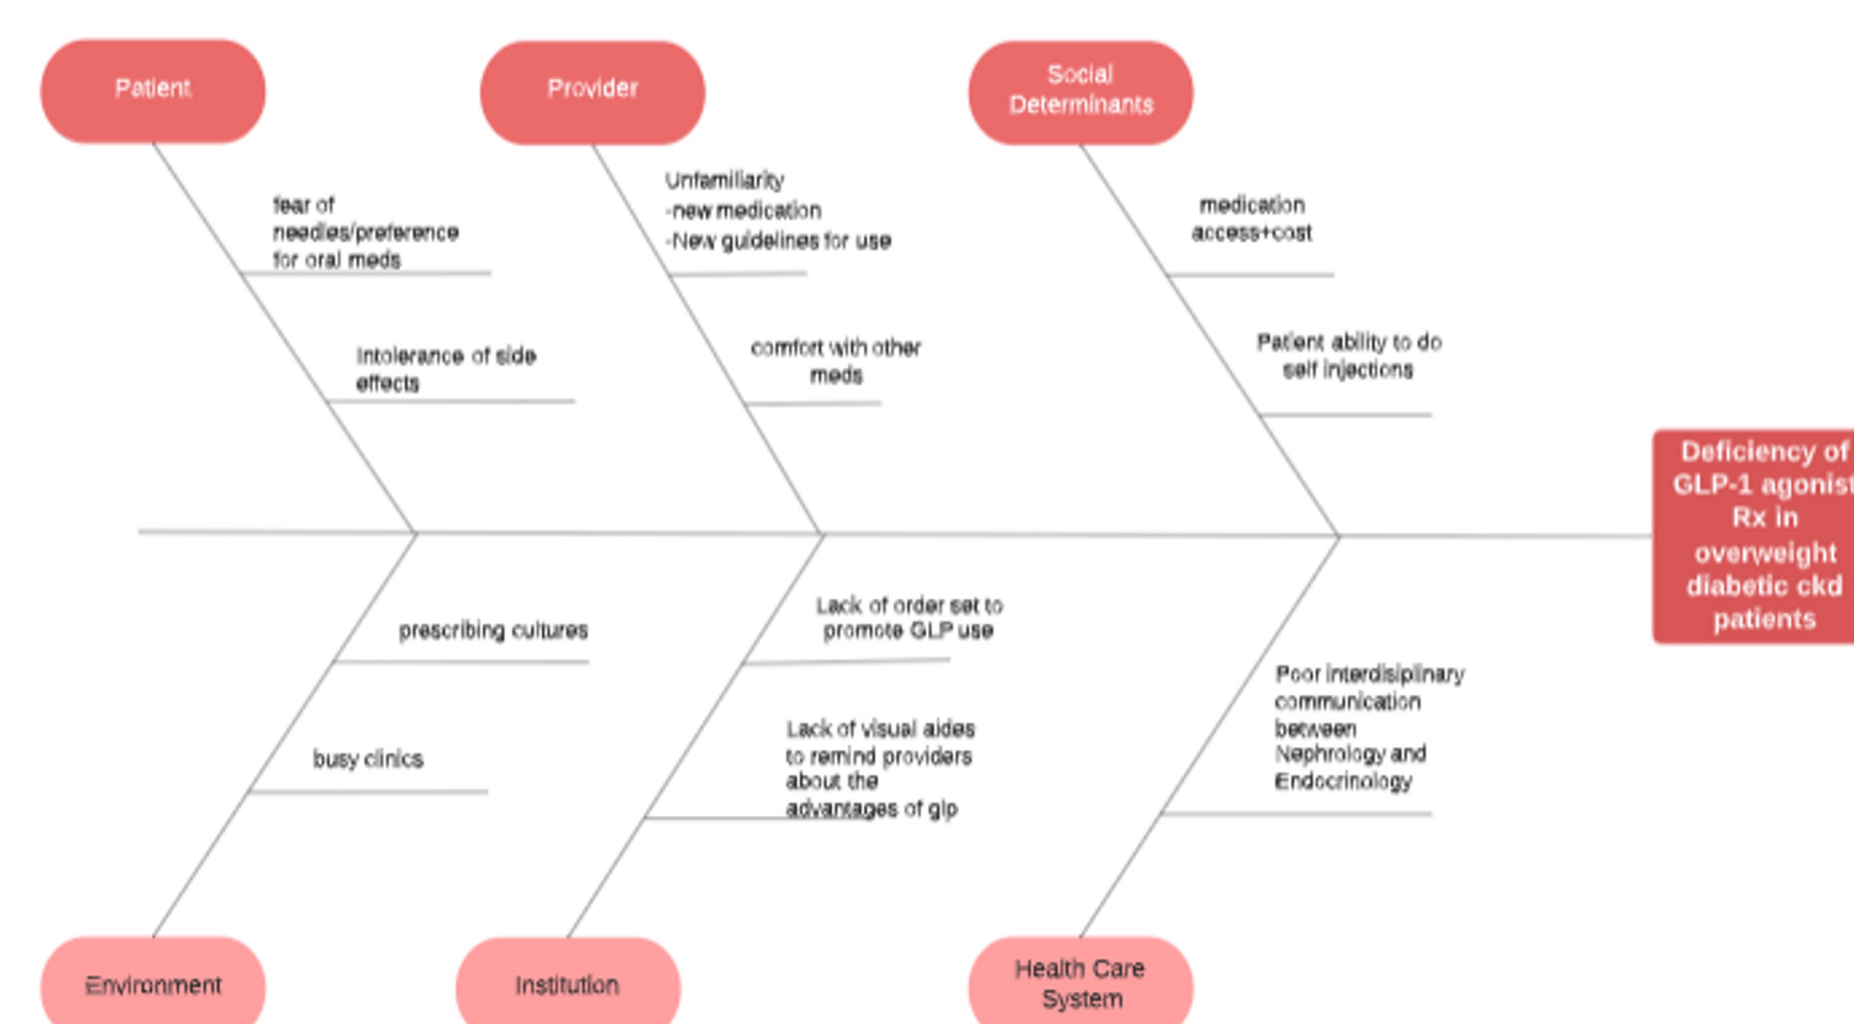 Patient
Provider
Social
Determinants
fear of
needles/preference
for oral meds
Intolerance of side
effects
Unfamiliarity
-new medication
-New guidelines for use
comfort with other
meds
medication
access+cost
Patient ability to do
self injections
Deficiency of
GLP-1 agonist
Rx in
overweight
diabetic ckd
patients
prescribing cultures
busy clinics
Lack of order set to
promote GLP use
Lack of visual aides
to remind providers
about the
advantages of glp
Poor interdisiplinary
communication
between
Nephrology and
Endocrinology
Environment
Institution
Health Care
System